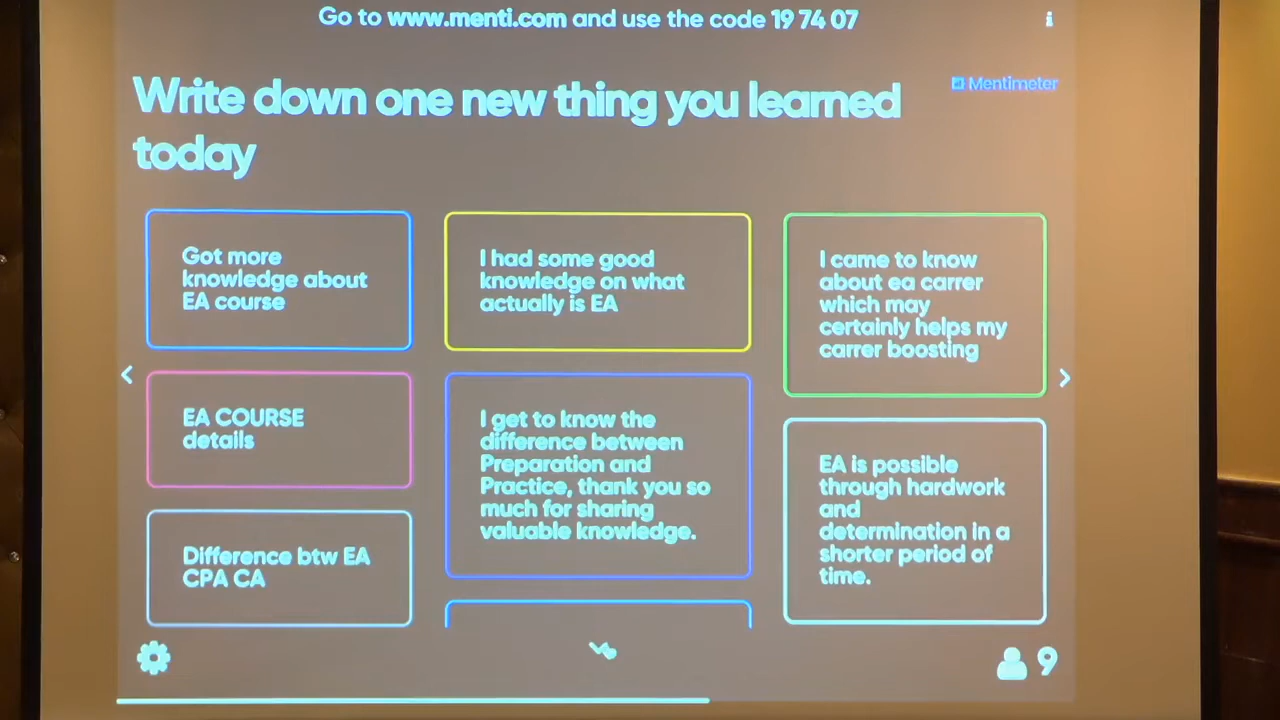 Go to www.menti.com and use the code 19 74 07
Mentimeter
Write down one new thing you learned
today
Got more
knowledge about
EA course
EA COURSE
details
Difference btw EA
CPA CA
I had some good
knowledge on what
actually is EA
I get to know the
difference between
Preparation and
Practice, thank you so
much for sharing
valuable knowledge.
I came to know
about ea carrer
which may
certainly helps my
carrer boosting
EA is possible
through hardwork
and
determination in a
shorter period of
time.
9